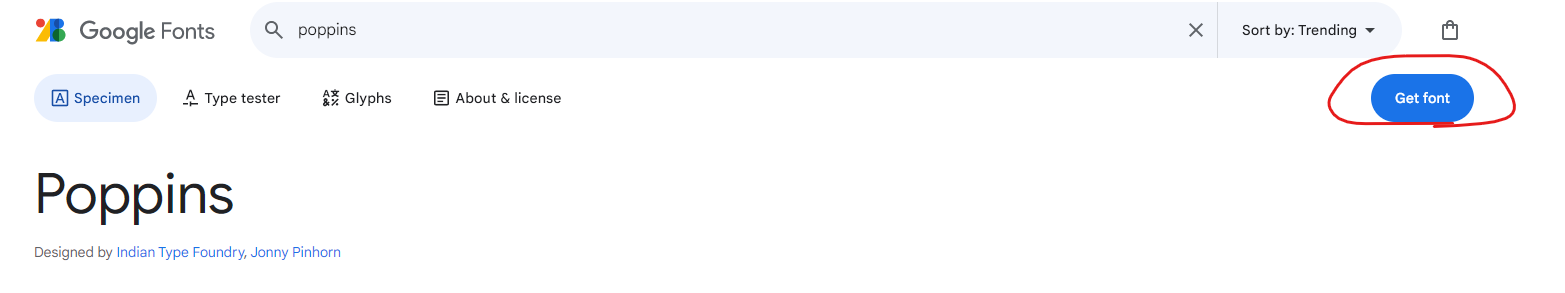 Google Fonts
poppins
Sort by: Trending
Specimen
Type tester
Glyphs
About & license
Get font
Poppins
Designed by Indian Type Foundry, Jonny Pinhorn